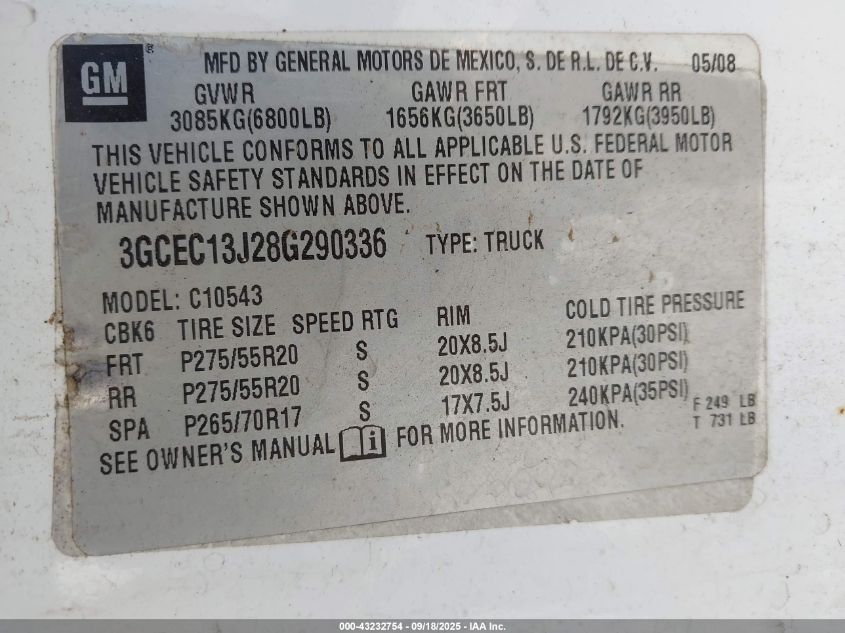 GM ® MFD BY GENERAL MOTORS DE MEXICO, S. DE R.L. DE C.V. 05/08
GVWR GAWR FRT GAWR RR
3085KG(6800LB) 1656KG(3650LB) 1792KG(3950LB)
THIS VEHICLE CONFORMS TO ALL APPLICABLE U.S. FEDERAL MOTOR
VEHICLE SAFETY STANDARDS IN EFFECT ON THE DATE OF
MANUFACTURE SHOWN ABOVE.
3GCEC13J28G290336 TYPE: TRUCK
MODEL: C10543
CBK6 TIRE SIZE SPEED RTG RIM COLD TIRE PRESSURE
FRT P275/55R20 S 20X8.5J 210KPA(30PSI)
RR P275/55R20 S 20X8.5J 210KPA(30PSI)
SPA P265/70R17 S 17X7.5J 240KPA(35PSI) F 249 LB
T 731 LB
SEE OWNER'S MANUAL i FOR MORE INFORMATION.
000-43232754 - 09/18/2025 - IAA Inc.